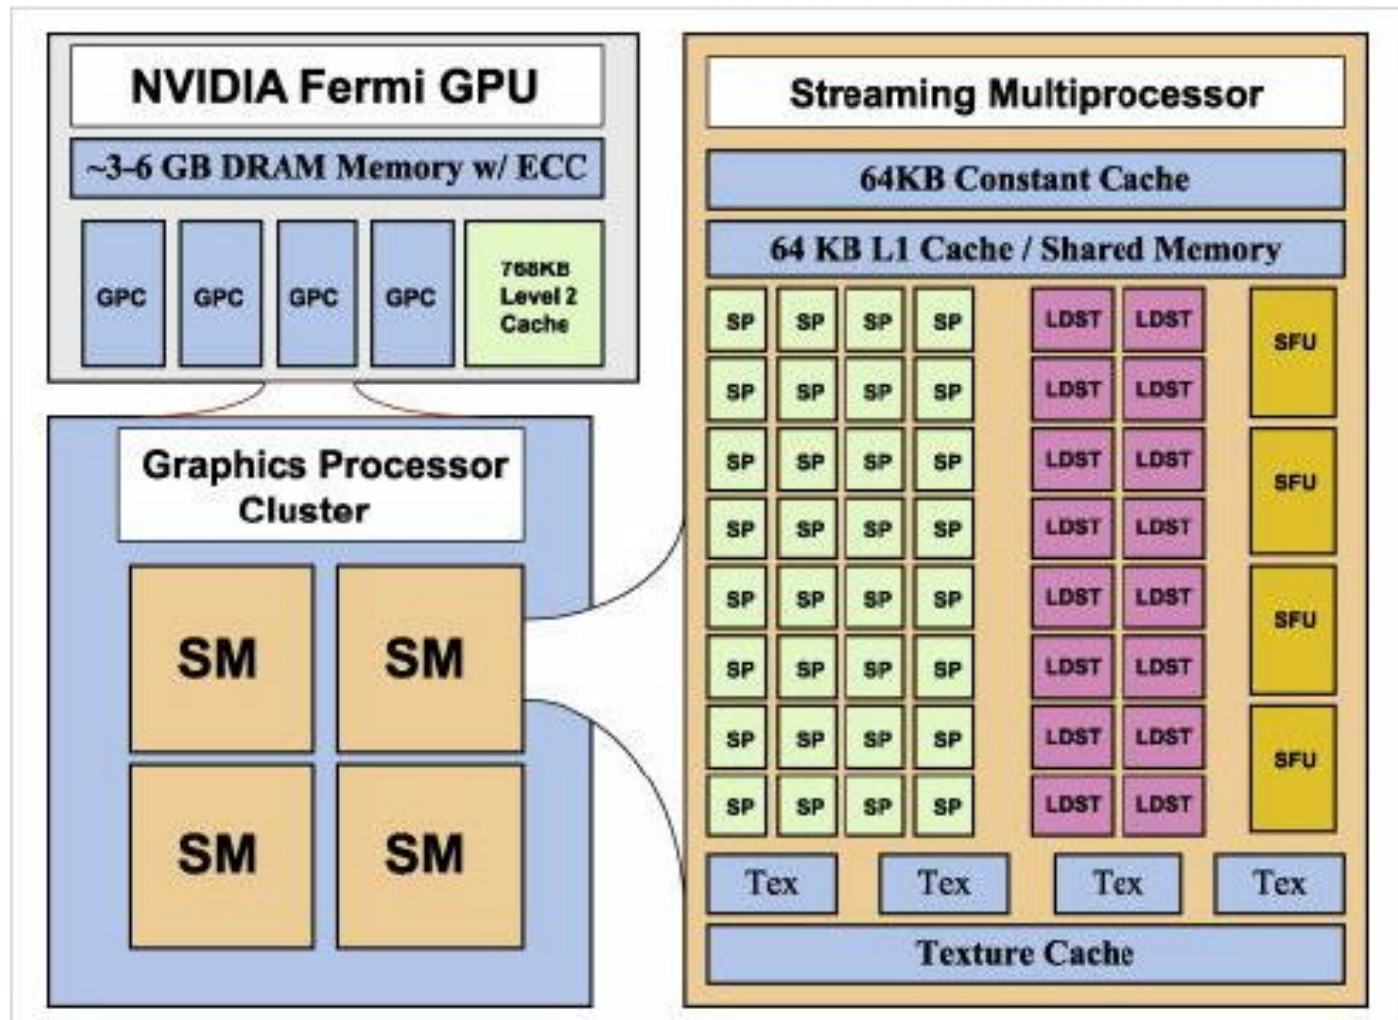 NVIDIA Fermi GPU
~3-6 GB DRAM Memory w/ ECC
GPC GPC GPC GPC
768KB
Level 2
Cache
Graphics Processor
Cluster
SM SM
SM SM
Streaming Multiprocessor
64KB Constant Cache
64 KB L1 Cache / Shared Memory
SP SP SP SP LDST LDST
SFU
SP SP SP SP LDST LDST
SP SP SP SP LDST LDST
SFU
SP SP SP SP LDST LDST
SP SP SP SP LDST LDST
SFU
SP SP SP SP LDST LDST
SP SP SP SP LDST LDST
SFU
SP SP SP SP LDST LDST
Tex Tex Tex Tex
Texture Cache